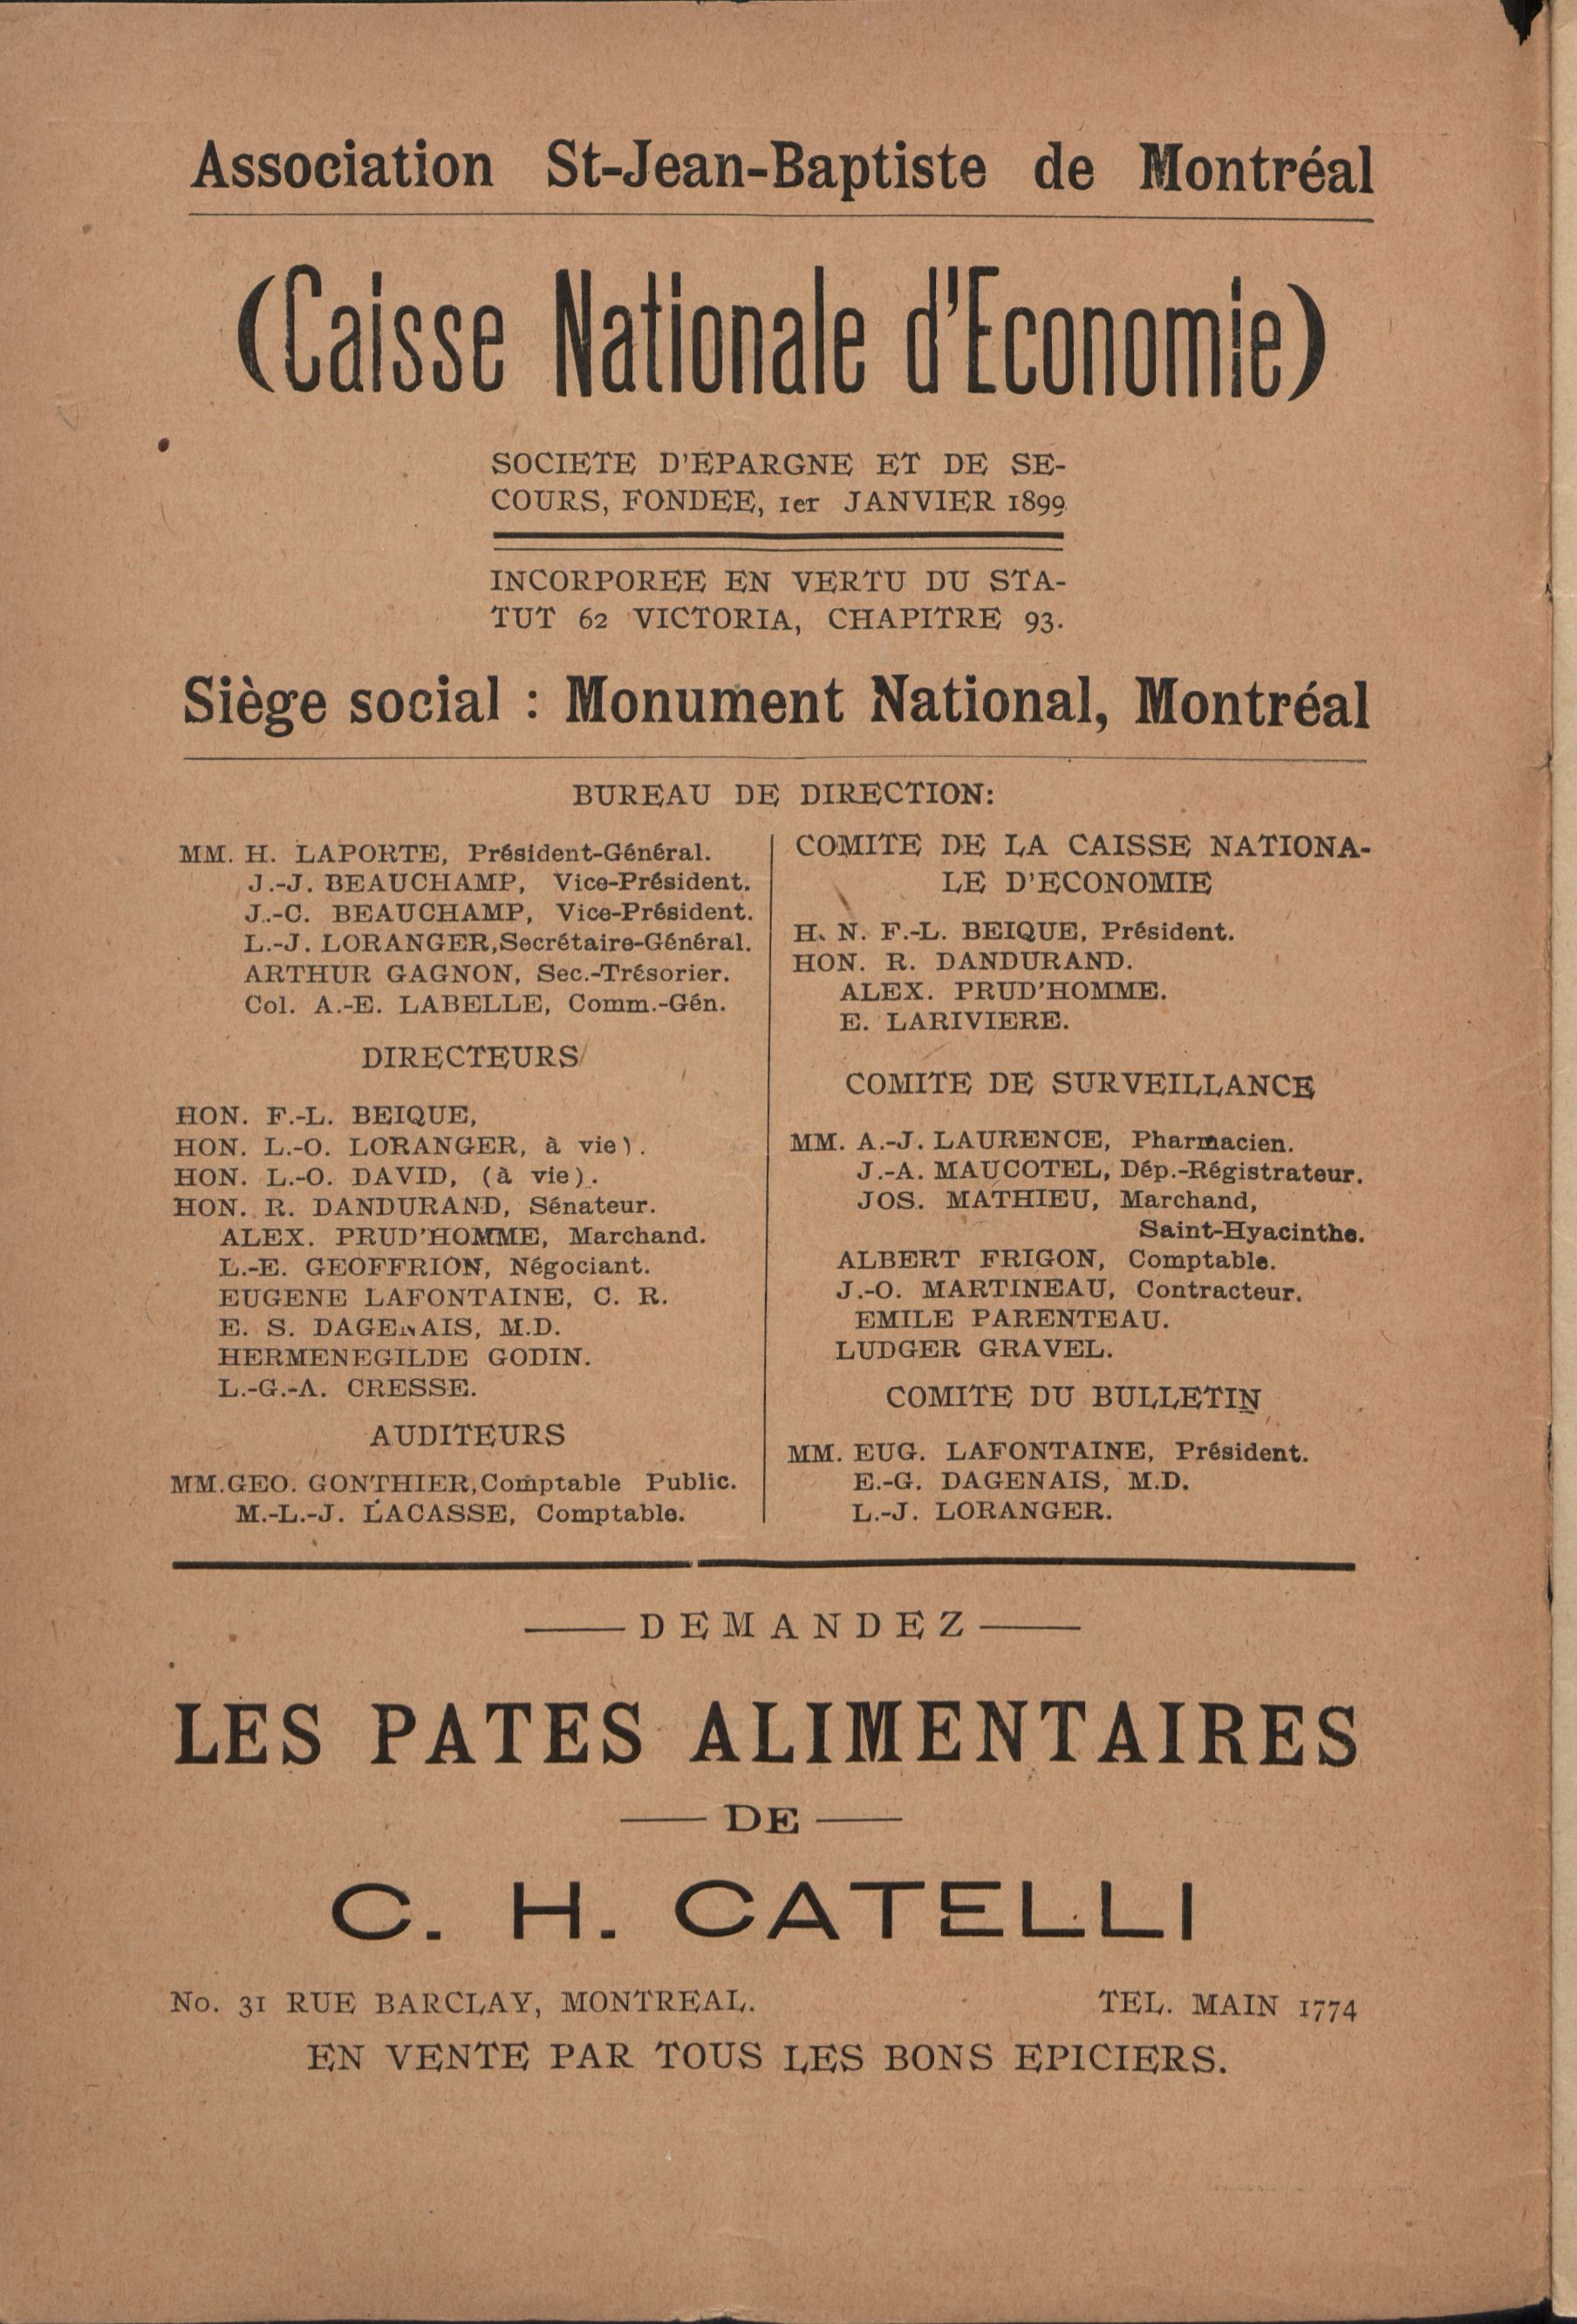 Association St-Jean-Baptiste de Montréal
(Caisse Nationale d'Economie)
SOCIETE D'EPARGNE ET DE SE-
COURS, FONDEE, 1er JANVIER 1899
INCORPOREE EN VERTU DU STA-
TUT 62 VICTORIA, CHAPITRE 93.
Siège social : Monument National, Montréal
BUREAU DE DIRECTION:
MM. H. LAPORTE, Président-Général.
J.-J. BEAUCHAMP, Vice-Président.
J.-C. BEAUCHAMP, Vice-Président.
L.-J. LORANGER,Secrétaire-Général.
ARTHUR GAGNON, Sec.-Trésorier.
Col. A.-E. LABELLE, Comm.-Gén.
DIRECTEURS
HON. F.-L. BEIQUE,
HON. L.-O. LORANGER, à vie).
HON. L.-O. DAVID, (à vie).
HON. R. DANDURAND, Sénateur.
ALEX. PRUD'HOMME, Marchand.
L.-E. GEOFFRION, Négociant.
EUGENE LAFONTAINE, C. R.
E. S. DAGENAIS, M.D.
HERMENEGILDE GODIN.
L.-G.-A. CRESSE.
AUDITEURS
MM.GEO. GONTHIER,Comptable Public.
M.-L.-J. LACASSE, Comptable.
COMITE DE LA CAISSE NATIONA-
LE D'ECONOMIE
H. N. F.-L. BEIQUE, Président.
HON. R. DANDURAND.
ALEX. PRUD'HOMME.
E. LARIVIERE.
COMITE DE SURVEILLANCE
MM. A.-J. LAURENCE, Pharmacien.
J.-A. MAUCOTEL, Dép.-Régistrateur.
JOS. MATHIEU, Marchand,
Saint-Hyacinthe.
ALBERT FRIGON, Comptable.
J.-O. MARTINEAU, Contracteur.
EMILE PARENTEAU.
LUDGER GRAVEL.
COMITE DU BULLETIN
MM. EUG. LAFONTAINE, Président.
E.-G. DAGENAIS, M.D.
L.-J. LORANGER.
DEMANDEZ
LES PATES ALIMENTAIRES
DE
C. H. CATELLI
No. 31 RUE BARCLAY, MONTREAL. TEL. MAIN 1774
EN VENTE PAR TOUS LES BONS EPICIERS.